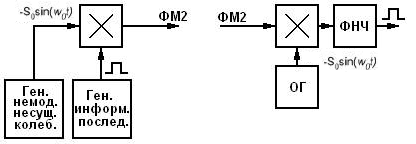 -S₀sin(w₀t)
ФМ2
ФМ2
ФНЧ
-S₀sin(w₀t)
Ген.
немод.
несущ.
колеб.
Ген.
информ.
послед.
ОГ